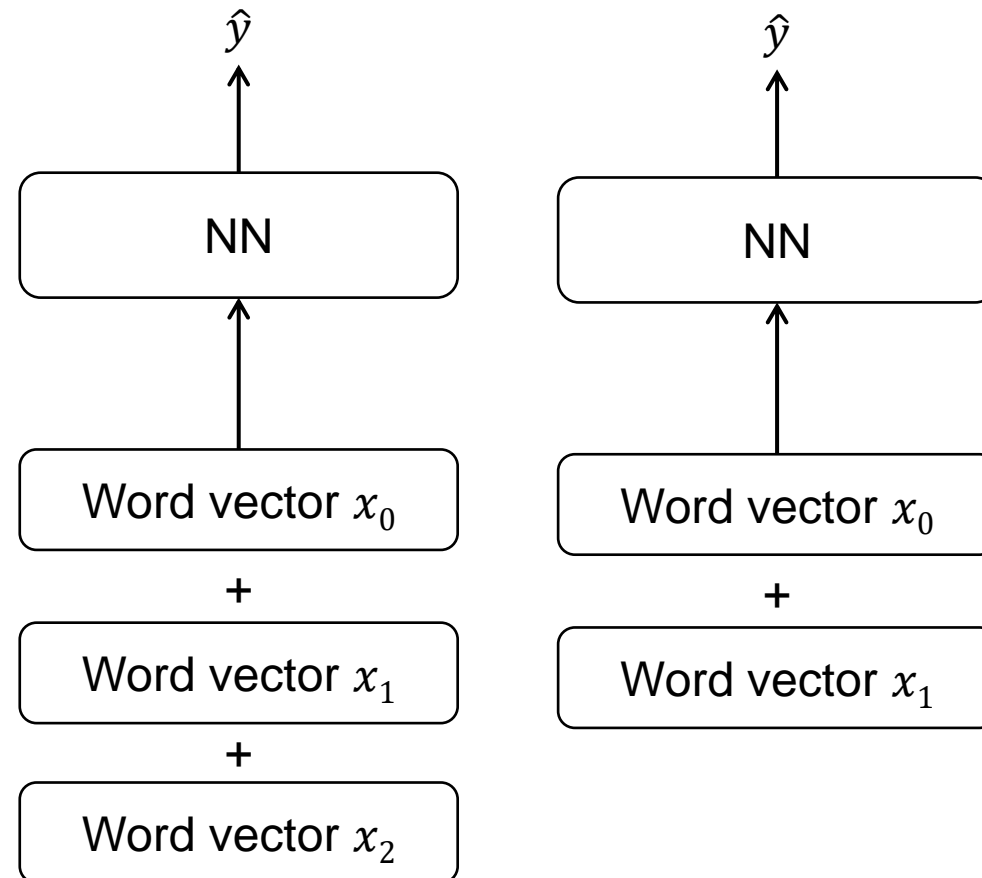 ŷ
NN
Word vector x₀
+
Word vector x₁
+
Word vector x₂
ŷ
NN
Word vector x₀
+
Word vector x₁